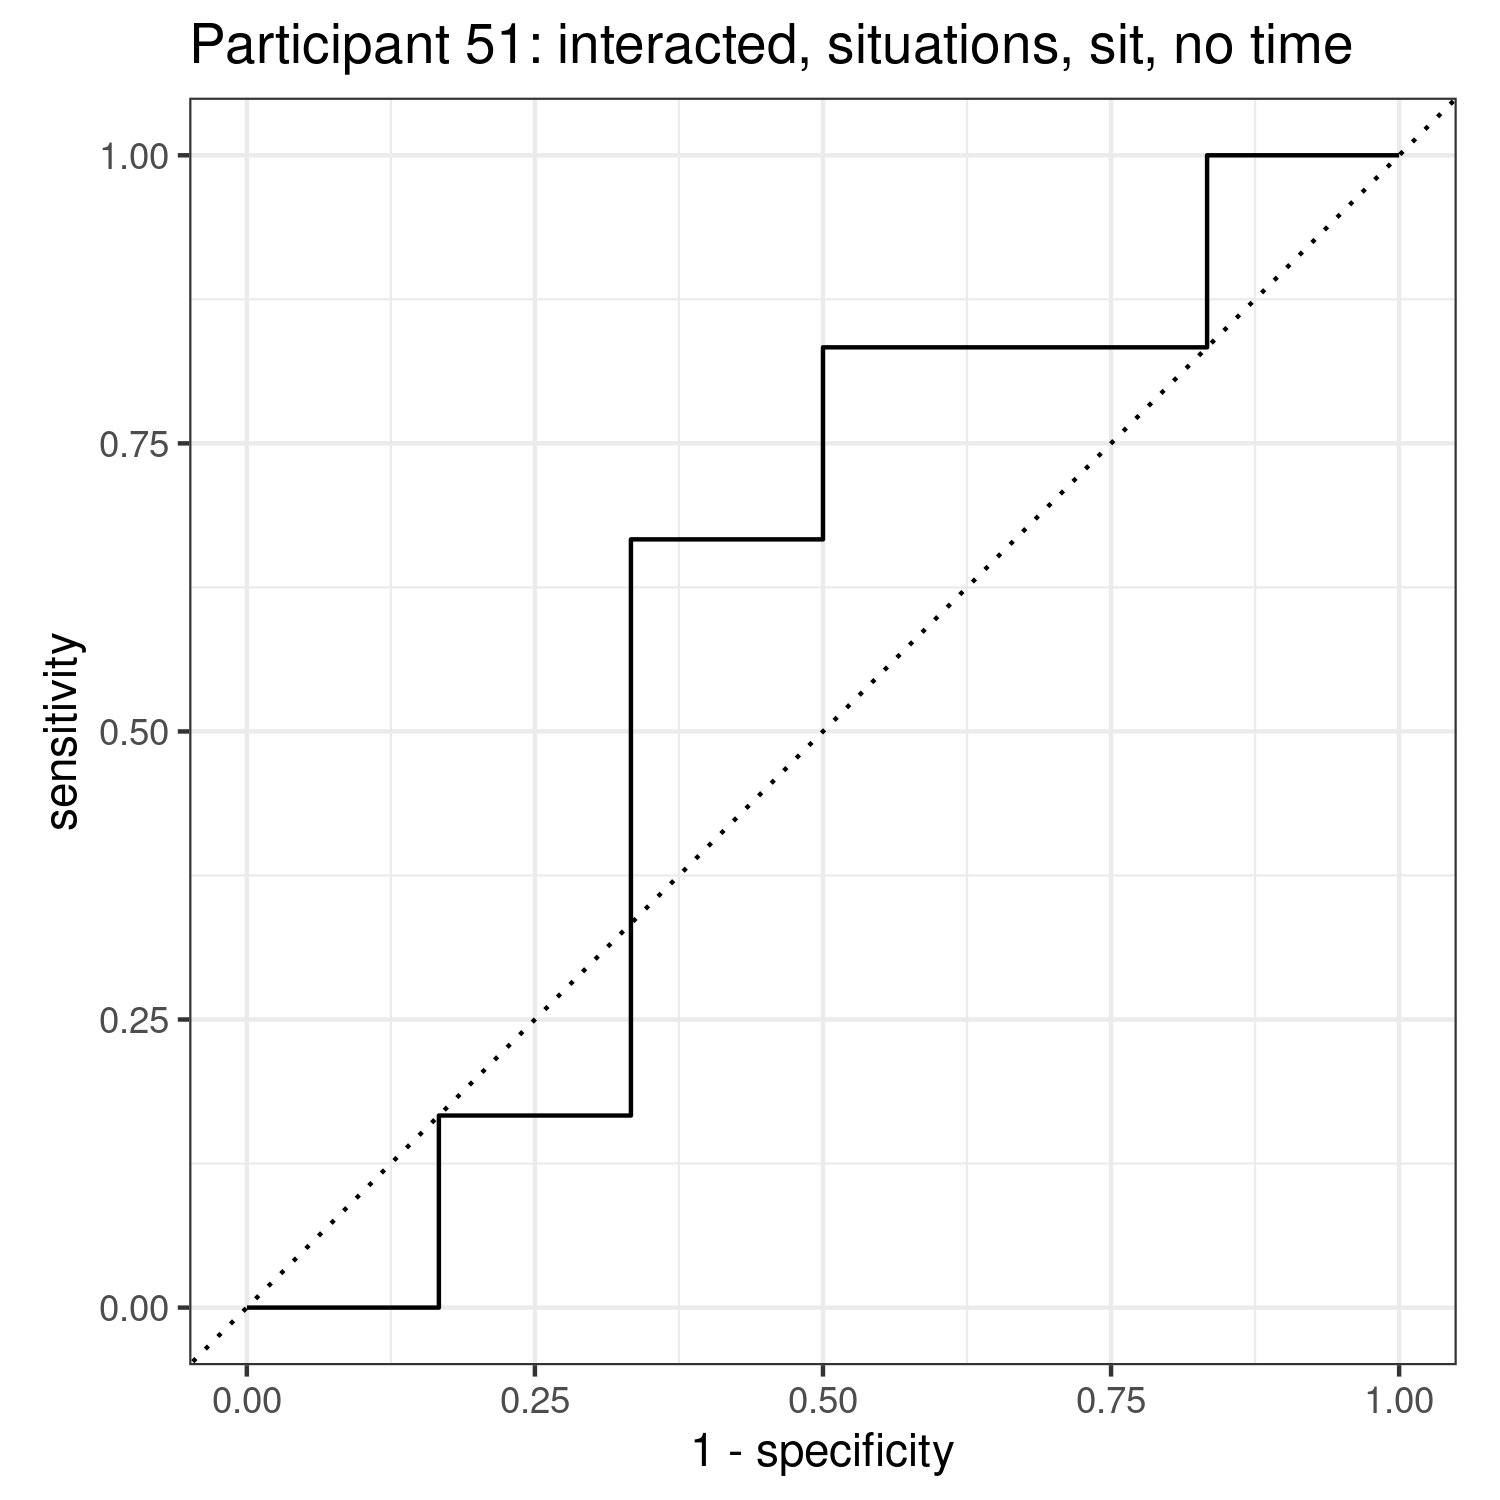 Participant 51: interacted, situations, sit, no time
1.00
0.75
0.50
0.25
0.00
sensitivity
0.00 0.25 0.50 0.75 1.00
1 - specificity